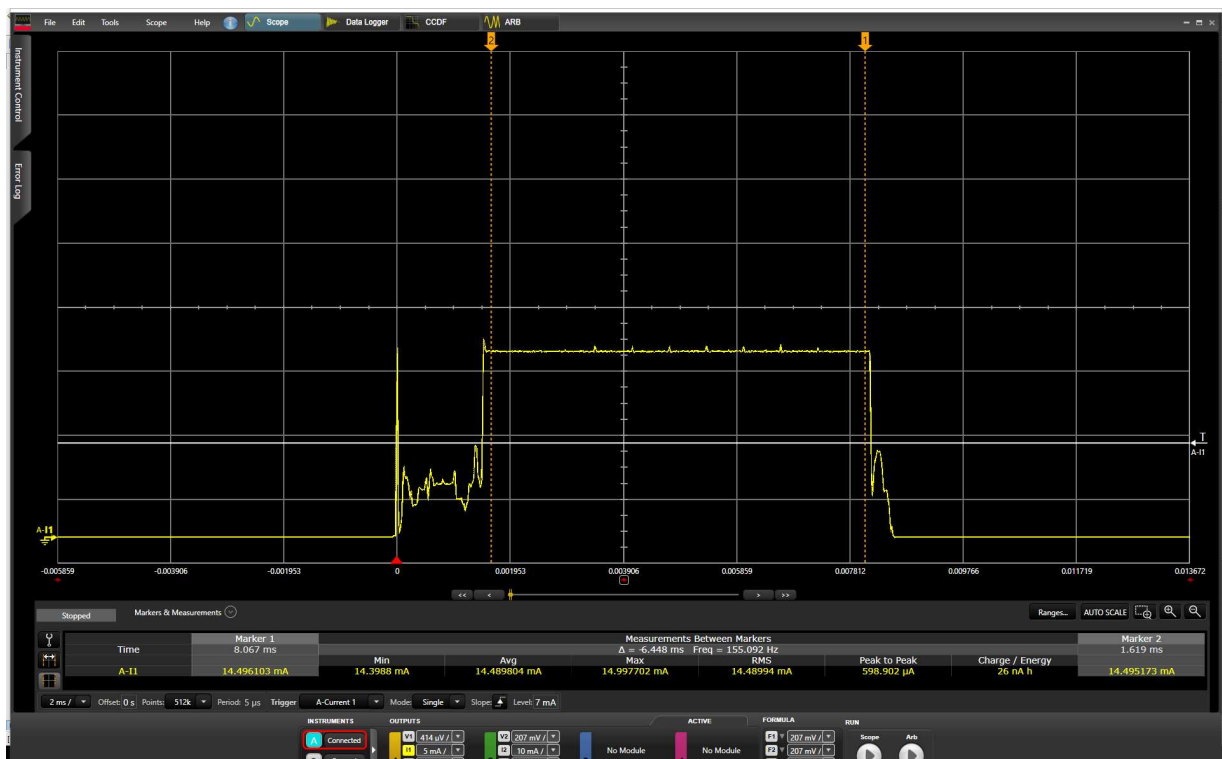 File Edit Tools Scope Help Scope Data Logger CCDF ARB
Instrument Control
Error Log
2 1
T
A-I1
A-I1
-0.005859 -0.003906 -0.001953 0 0.001953 0.003906 0.005859 0.007812 0.009766 0.011719 0.013672
<< < > >>
Stopped Markers & Measurements Ranges... AUTO SCALE
Marker 1 Measurements Between Markers Marker 2
Time 8.067 ms Δ = -6.448 ms Freq = 155.092 Hz 1.619 ms
Min Avg Max RMS Peak to Peak Charge / Energy
A-I1 14.496103 mA 14.3988 mA 14.489804 mA 14.997702 mA 14.48994 mA 598.902 µA 26 nA h 14.495173 mA
2 ms/ Offset: 0 s Points: 512k Period: 5 µs Trigger A-Current 1 Mode: Single Slope: Level: 7 mA
INSTRUMENTS OUTPUTS ACTIVE FORMULA RUN
A Connected V1 414 µV / V2 207 mV / F1 207 mV / Scope Arb
I1 5 mA / I2 10 mA / No Module No Module F2 207 mV /